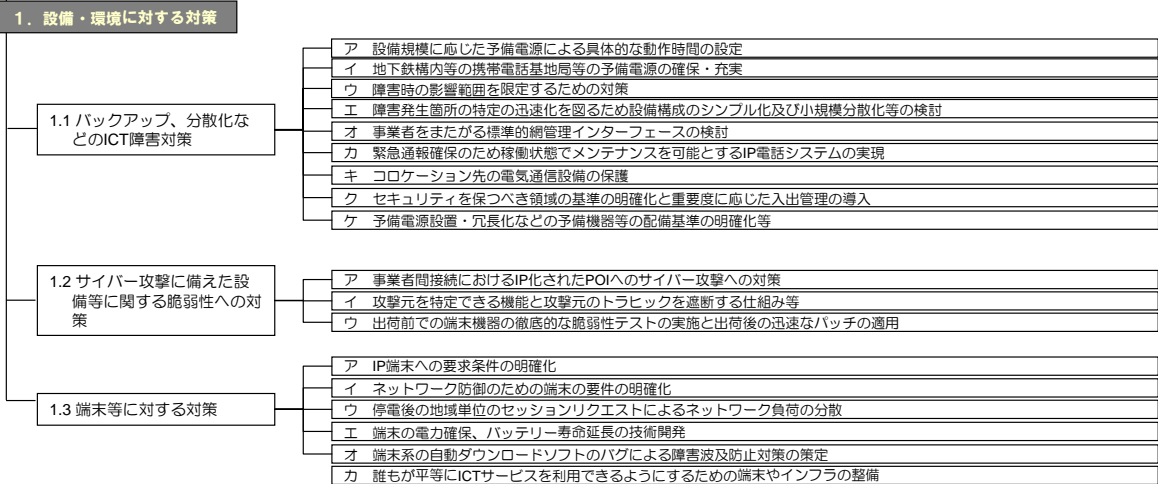 １．設備・環境に対する対策
1.1 バックアップ、分散化な
どのICT障害対策
ア 設備規模に応じた予備電源による具体的な動作時間の設定
イ 地下鉄構内等の携帯電話基地局等の予備電源の確保・充実
ウ 障害時の影響範囲を限定するための対策
エ 障害発生箇所の特定の迅速化を図るため設備構成のシンプル化及び小規模分散化等の検討
オ 事業者をまたがる標準的網管理インターフェースの検討
カ 緊急通報確保のため稼働状態でメンテナンスを可能とするIP電話システムの実現
キ コロケーション先の電気通信設備の保護
ク セキュリティを保つべき領域の基準の明確化と重要度に応じた入出管理の導入
ケ 予備電源設置・冗長化などの予備機器等の配備基準の明確化等
1.2 サイバー攻撃に備えた設
備等に関する脆弱性への対
策
ア 事業者間接続におけるIP化されたPOIへのサイバー攻撃への対策
イ 攻撃元を特定できる機能と攻撃元のトラヒックを遮断する仕組み等
ウ 出荷前での端末機器の徹底的な脆弱性テストの実施と出荷後の迅速なパッチの適用
1.3 端末等に対する対策
ア IP端末への要求条件の明確化
イ ネットワーク防御のための端末の要件の明確化
ウ 停電後の地域単位のセッションリクエストによるネットワーク負荷の分散
エ 端末の電力確保、バッテリー寿命延長の技術開発
オ 端末系の自動ダウンロードソフトのバグによる障害波及防止対策の策定
カ 誰もが平等にICTサービスを利用できるようにするための端末やインフラの整備